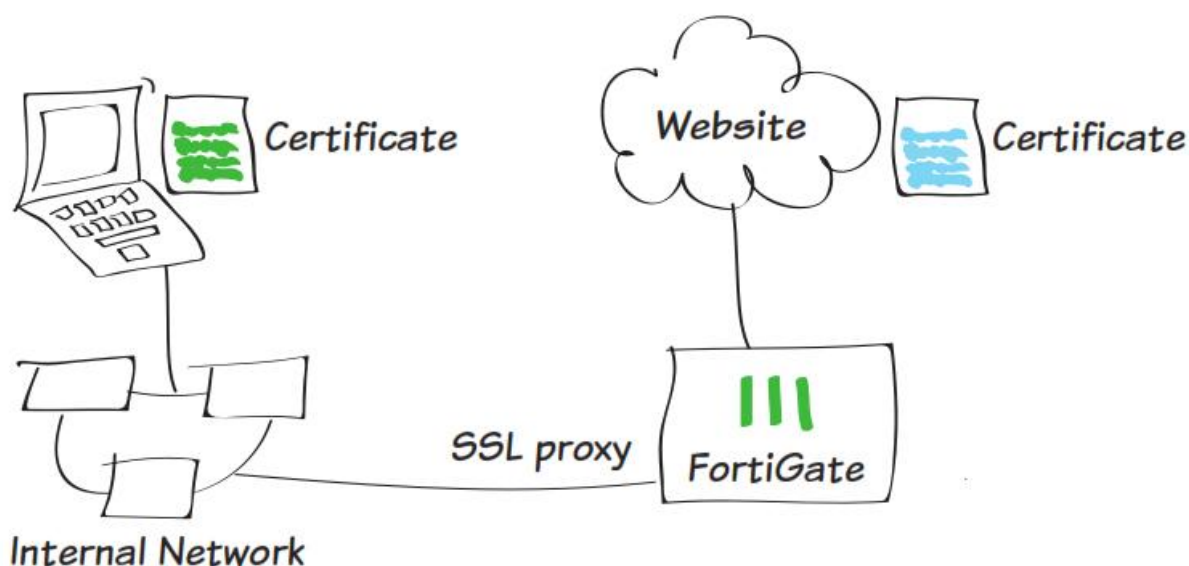 Certificate
Website
Certificate
SSL proxy
FortiGate
Internal Network